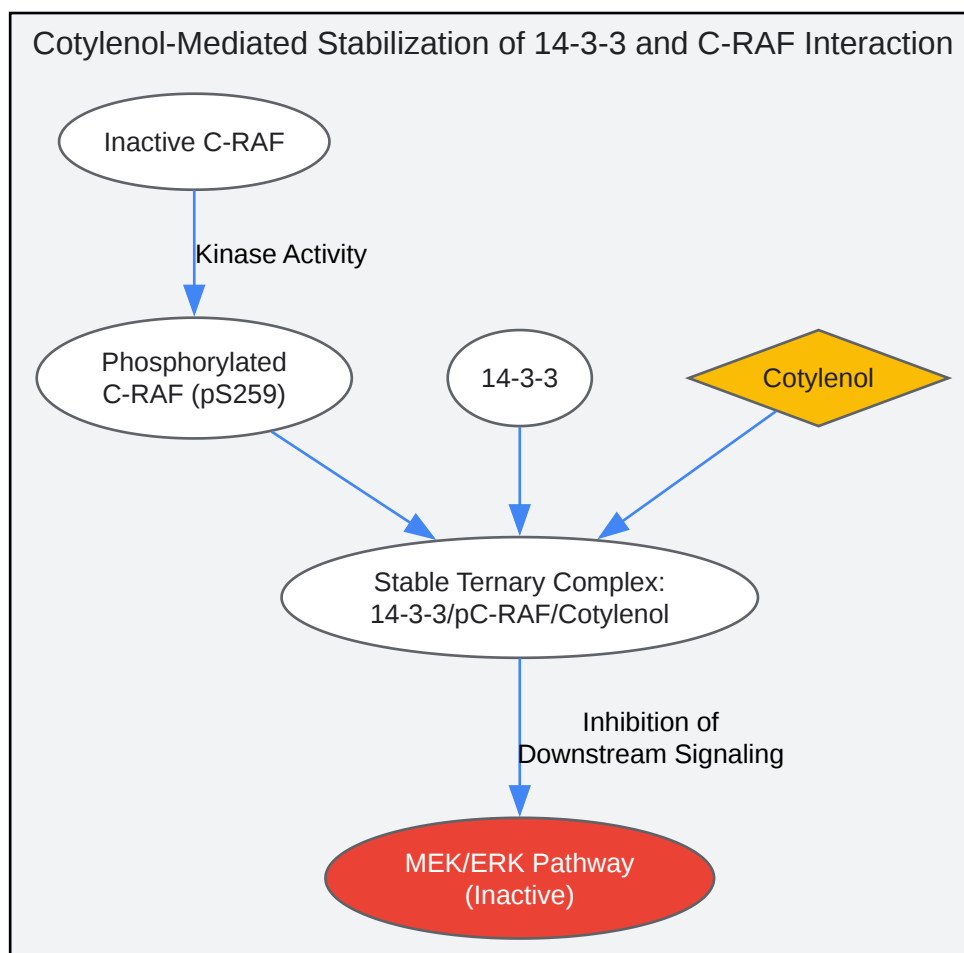 Cotylenol-Mediated Stabilization of 14-3-3 and C-RAF Interaction
Inactive C-RAF
Kinase Activity
Phosphorylated
C-RAF (pS259)
14-3-3
Cotylenol
Stable Ternary Complex:
14-3-3/pC-RAF/Cotylenol
Inhibition of
Downstream Signaling
MEK/ERK Pathway
(Inactive)